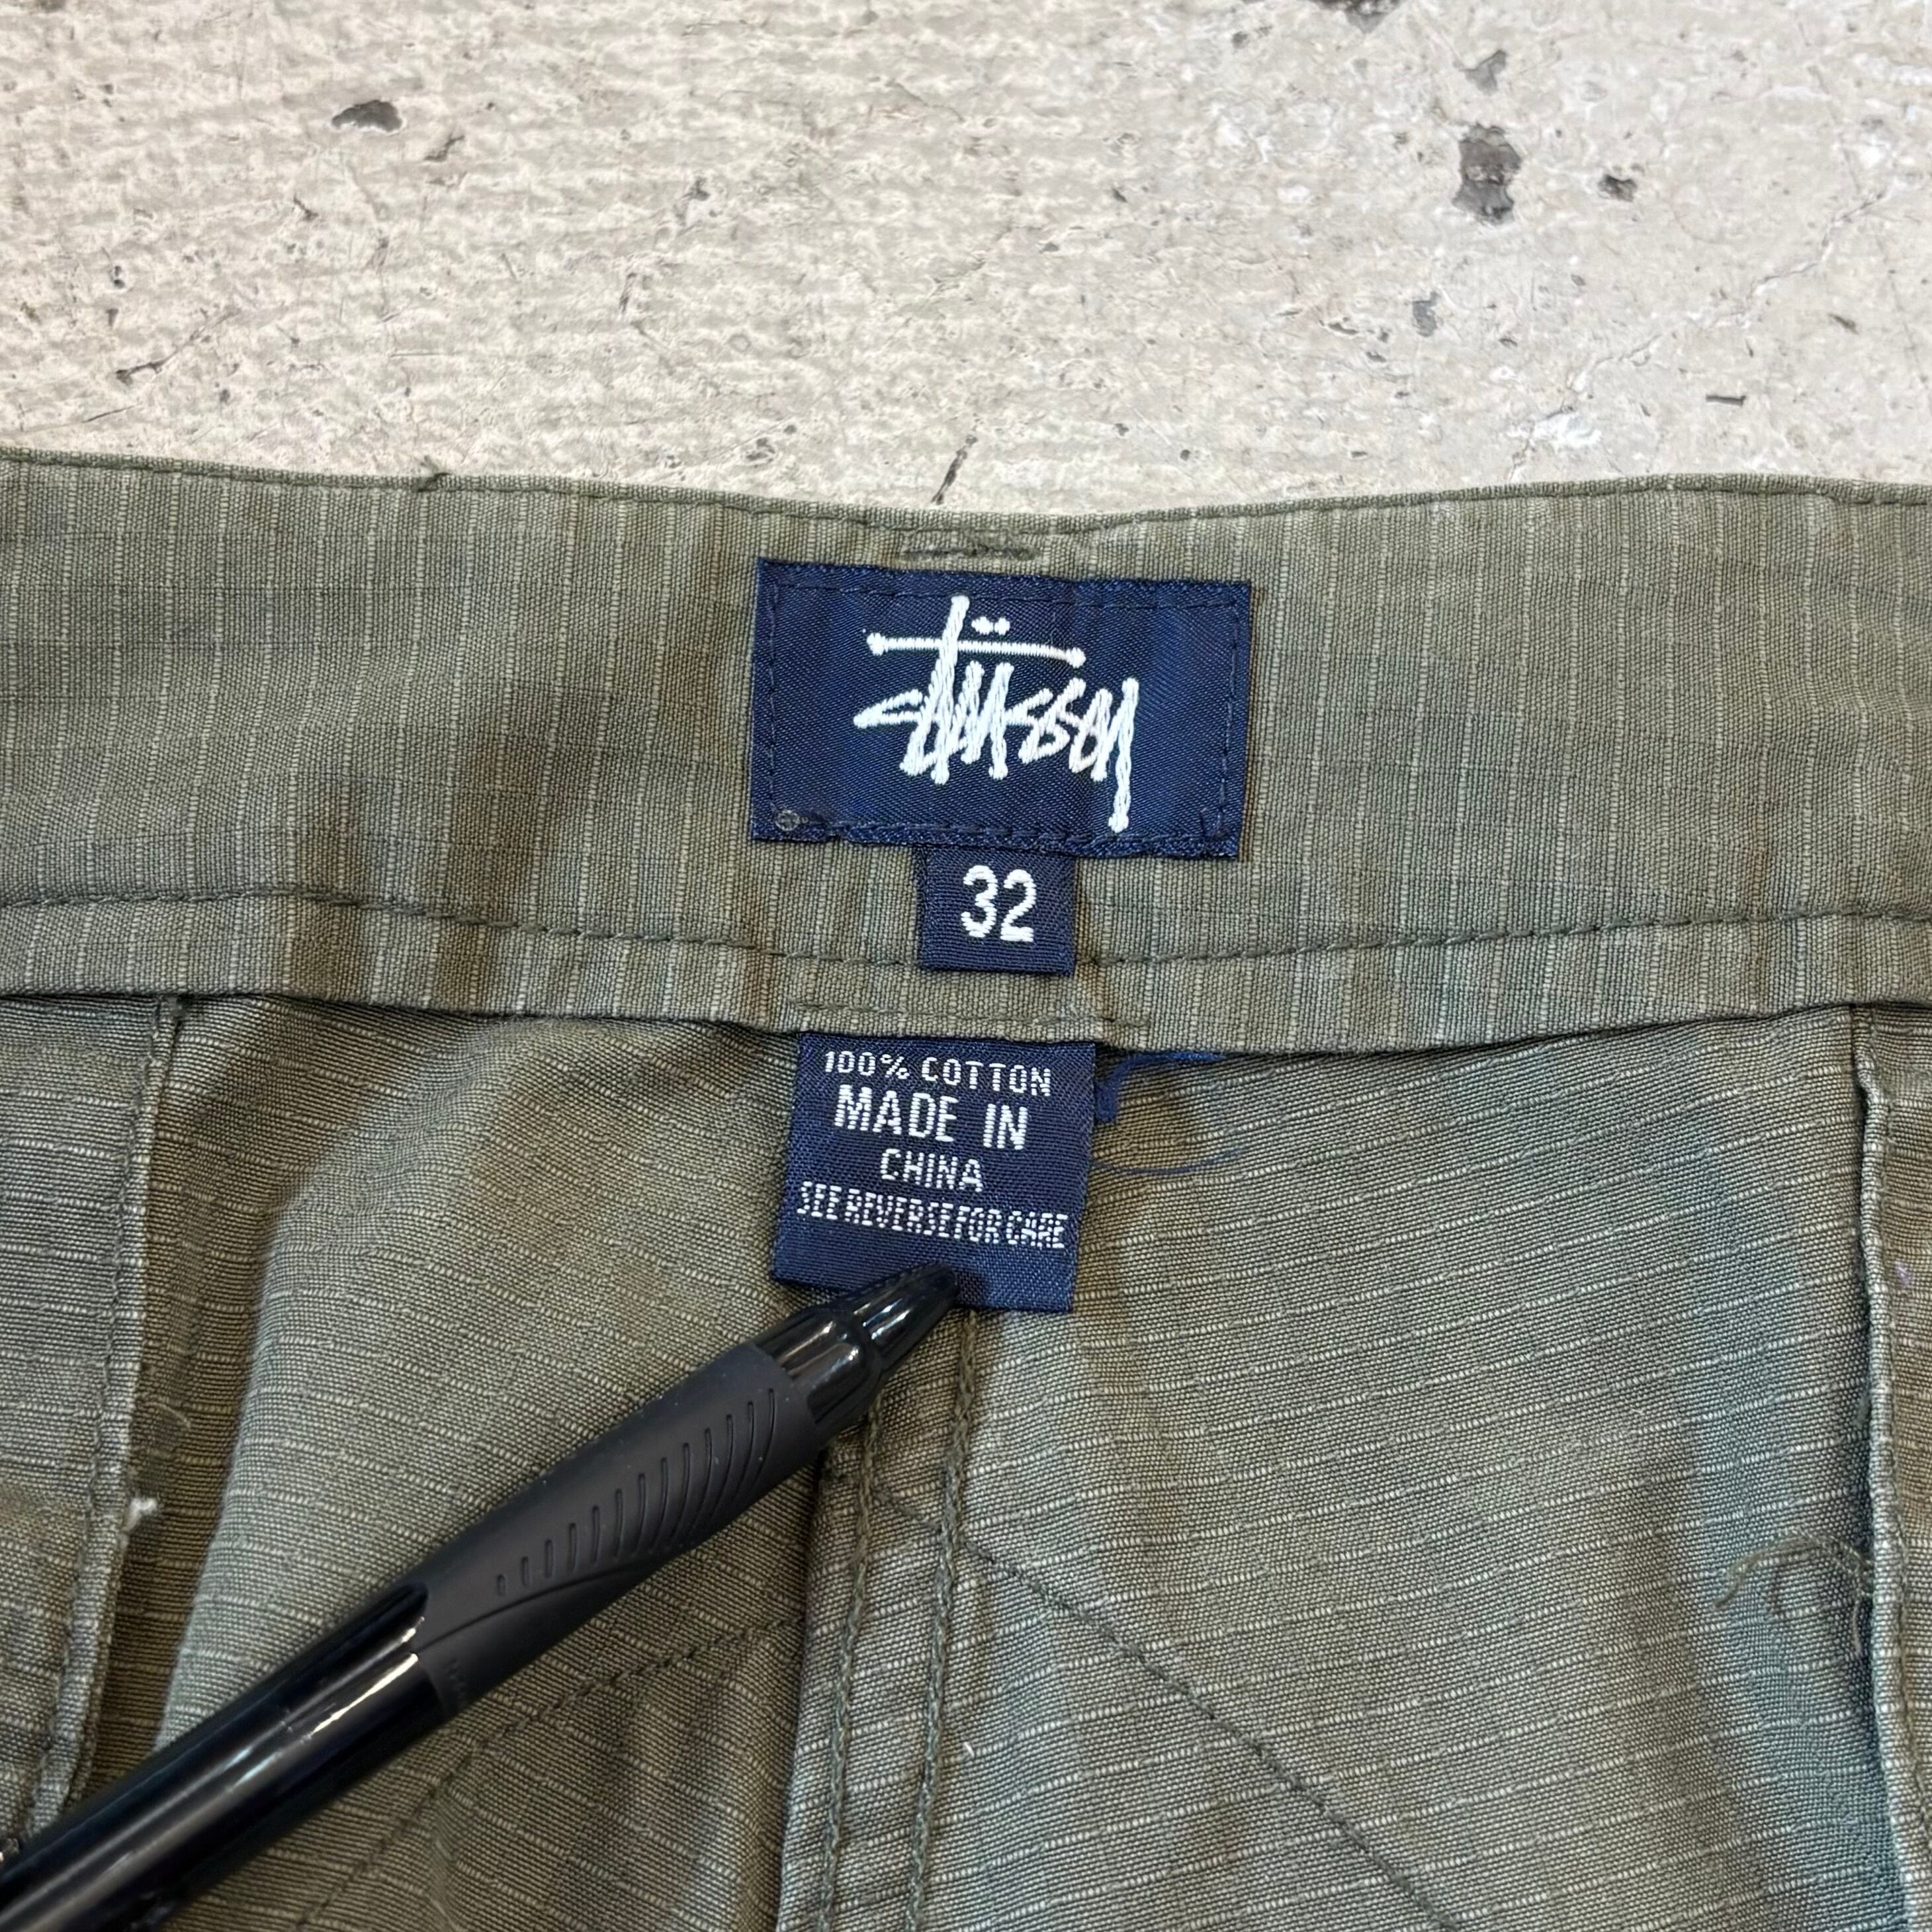 stüssy
32
100% COTTON
MADE IN
CHINA
SEE REVERSE FOR CARE